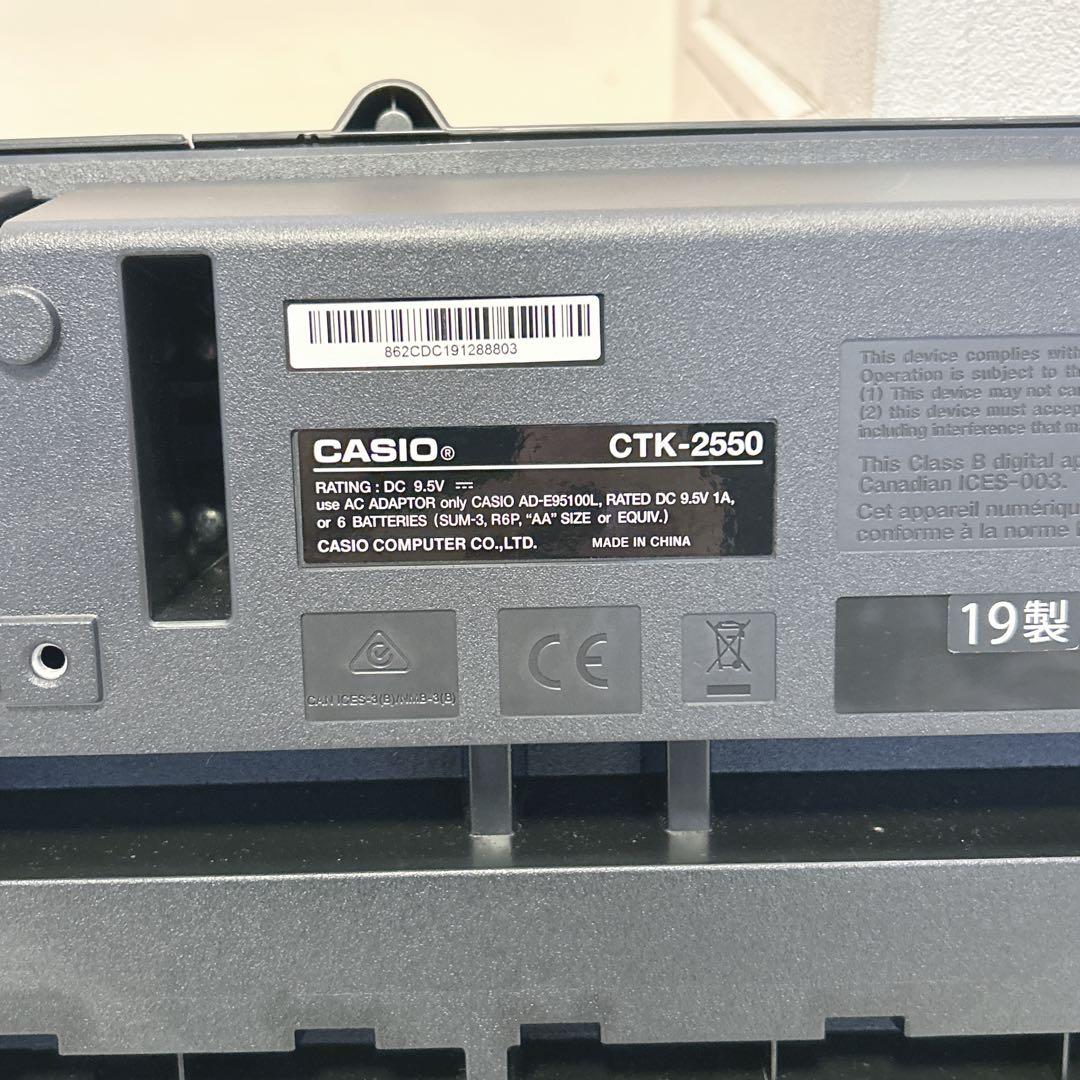 862CDC191288803
CASIO® CTK-2550
RATING : DC 9.5V ⎓
use AC ADAPTOR only CASIO AD-E95100L, RATED DC 9.5V 1A,
or 6 BATTERIES (SUM-3, R6P, “AA” SIZE or EQUIV.)
CASIO COMPUTER CO.,LTD. MADE IN CHINA
This device complies with
Operation is subject to th
(1) This device may not ca
(2) this device must accep
including interference that m
This Class B digital ap
Canadian ICES-003.
Cet appareil numériqu
conforme à la norme
CAN ICES-3(B)/NMB-3(B)
CE
19製